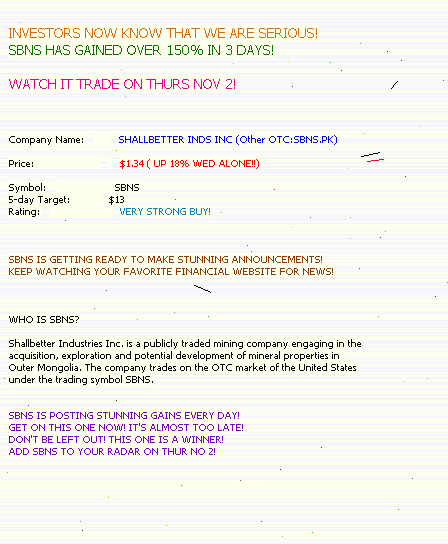 INVESTORS NOW KNOW THAT WE ARE SERIOUS!
SBNS HAS GAINED OVER 150% IN 3 DAYS!
WATCH IT TRADE ON THURS NOV 2!
Company Name: SHALLBETTER INDS INC (Other OTC:SBNS.PK)
Price: $1.34 ( UP 18% WED ALONE!!)
Symbol: SBNS
5-day Target: $13
Rating: VERY STRONG BUY!
SBNS IS GETTING READY TO MAKE STUNNING ANNOUNCEMENTS!
KEEP WATCHING YOUR FAVORITE FINANCIAL WEBSITE FOR NEWS!
WHO IS SBNS?
Shallbetter Industries Inc. is a publicly traded mining company engaging in the
acquisition, exploration and potential development of mineral properties in
Outer Mongolia. The company trades on the OTC market of the United States
under the trading symbol SBNS.
SBNS IS POSTING STUNNING GAINS EVERY DAY!
GET ON THIS ONE NOW! IT'S ALMOST TOO LATE!
DON'T BE LEFT OUT! THIS ONE IS A WINNER!
ADD SBNS TO YOUR RADAR ON THUR NO 2!